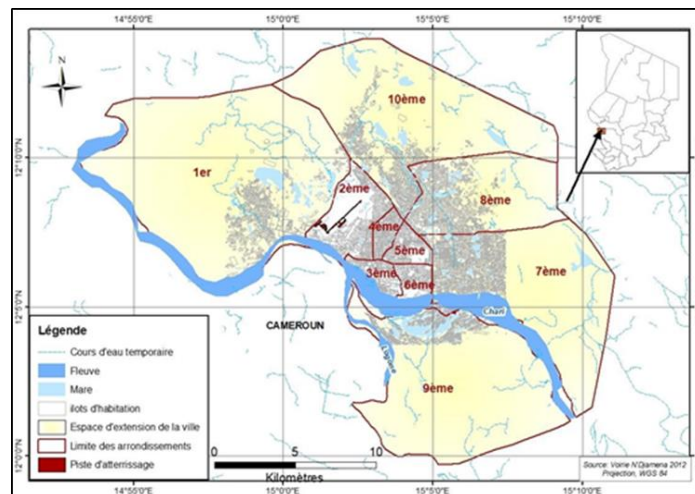 14°55'0"E 15°0'0"E 15°5'0"E 15°10'0"E
N
10ème
12°10'0"N
1er
2ème
8ème
4ème
5ème
3ème
7ème
6ème
12°5'0"N
CAMEROUN
Chari
Logone
9ème
12°0'0"N
Légende
Cours d'eau temporaire
Fleuve
Mare
ilots d'habitation
Espace d'extension de la ville
Limite des arrondissements
Piste d'atterrissage
0 5 10
Kilomètres
Source: Voirie N'Djamena 2012
Projection, WGS 84
14°55'0"E 15°0'0"E 15°5'0"E 15°10'0"E